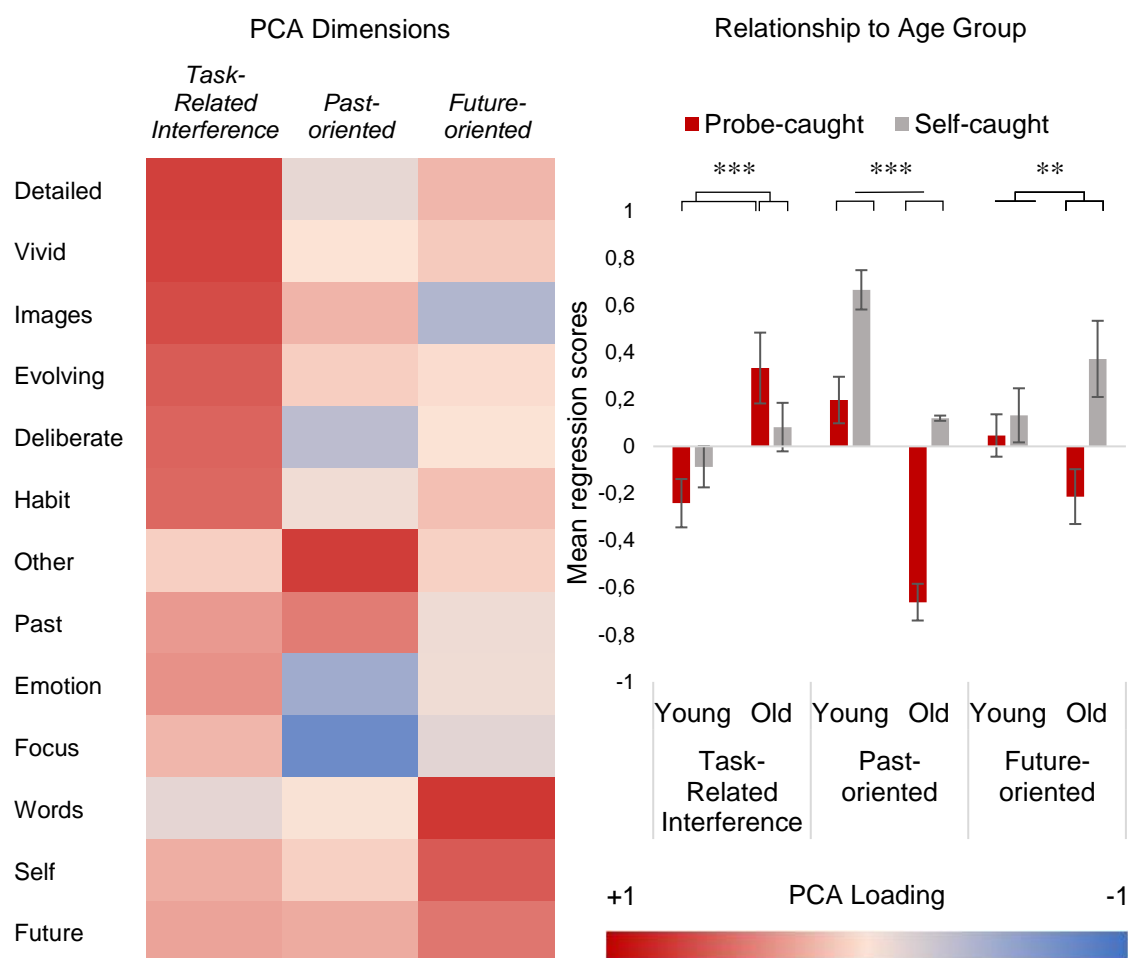 PCA Dimensions
Task-
Related
Interference
Past-
oriented
Future-
oriented
Detailed
Vivid
Images
Evolving
Deliberate
Habit
Other
Past
Emotion
Focus
Words
Self
Future
Relationship to Age Group
Probe-caught
Self-caught
***
***
**
Mean regression scores
1
0,8
0,6
0,4
0,2
0
-0,2
-0,4
-0,6
-0,8
-1
Young Old Young Old Young Old
Task-
Related
Interference
Past-
oriented
Future-
oriented
+1 PCA Loading -1